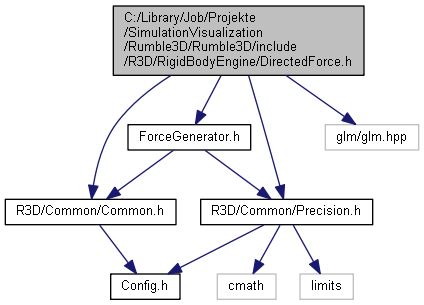 C:/Library/Job/Projekte
/SimulationVisualization
/Rumble3D/Rumble3D/include
/R3D/RigidBodyEngine/DirectedForce.h
ForceGenerator.h
glm/glm.hpp
R3D/Common/Common.h
R3D/Common/Precision.h
Config.h
cmath
limits